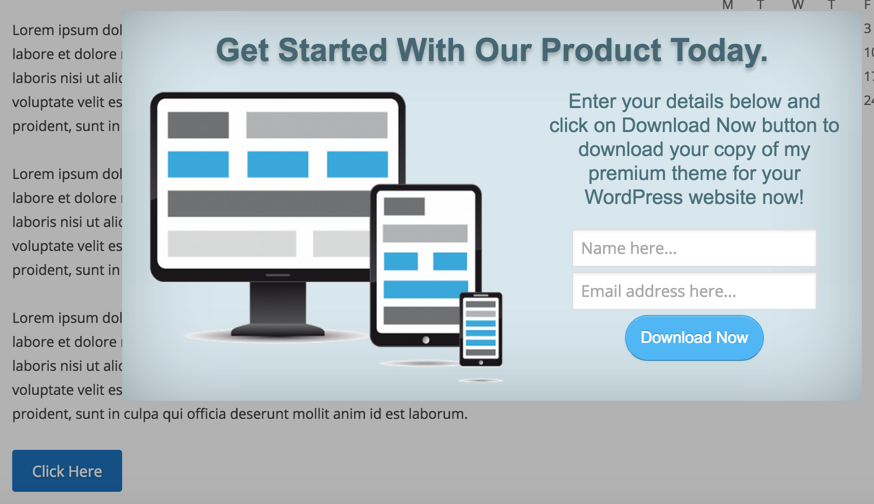 M T W T F
3
10
17
24
Lorem ipsum dol
labore et dolore
laboris nisi ut aliq
voluptate velit es
proident, sunt in
Lorem ipsum dol
labore et dolore
laboris nisi ut aliq
voluptate velit es
proident, sunt in
Lorem ipsum dol
labore et dolore
laboris nisi ut aliq
voluptate velit es
proident, sunt in culpa qui officia deserunt mollit anim id est laborum.
Click Here
Get Started With Our Product Today.
Enter your details below and
click on Download Now button to
download your copy of my
premium theme for your
WordPress website now!
Name here...
Email address here...
Download Now